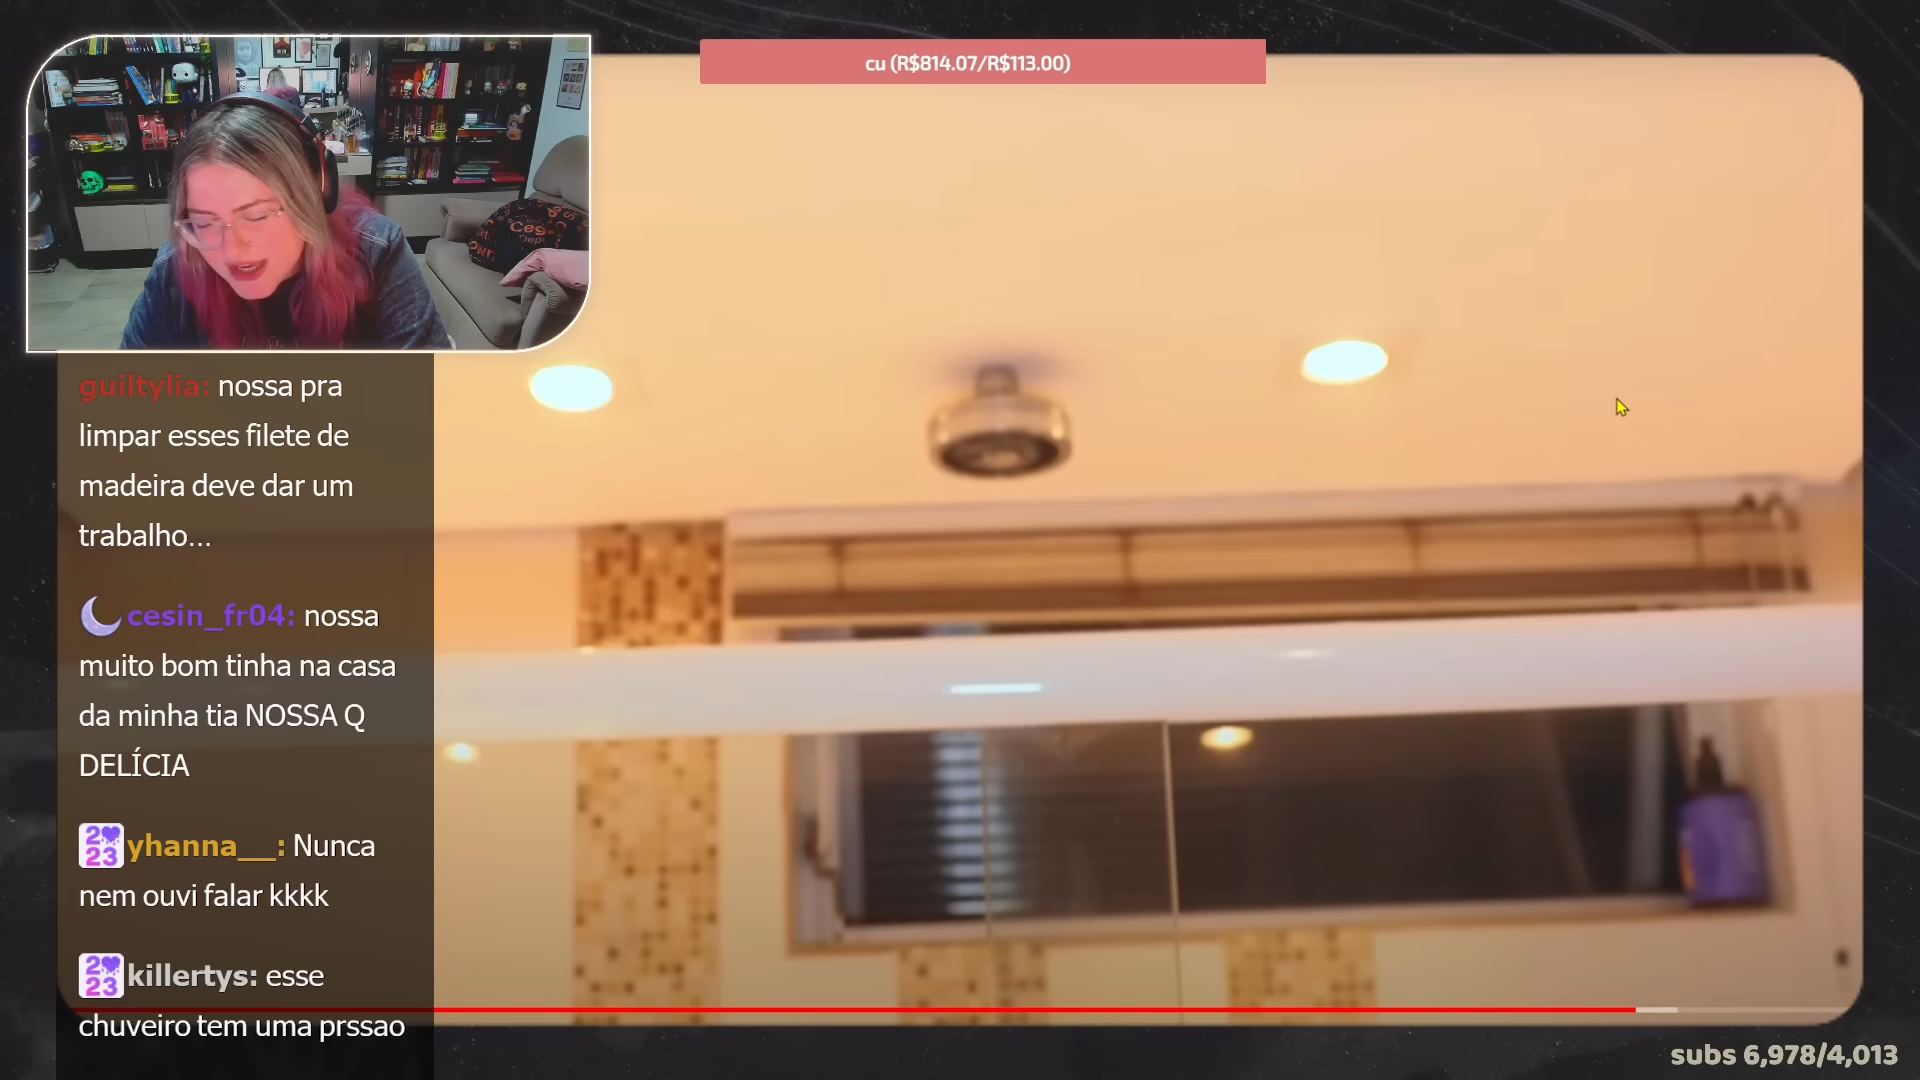 cu (R$814.07/R$113.00)
guiltylia: nossa pra
limpar esses filete de
madeira deve dar um
trabalho...
cesin_fr04: nossa
muito bom tinha na casa
da minha tia NOSSA Q
DELÍCIA
2023 yhanna__: Nunca
nem ouvi falar kkkk
2023 killertys: esse
chuveiro tem uma prssao
subs 6,978/4,013